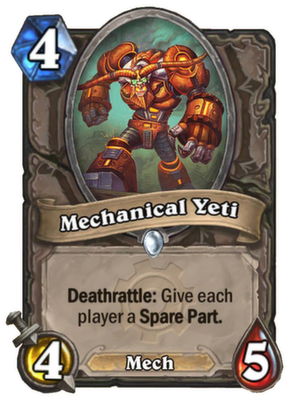 4
Mechanical Yeti
Deathrattle: Give each
player a Spare Part.
4
Mech
5